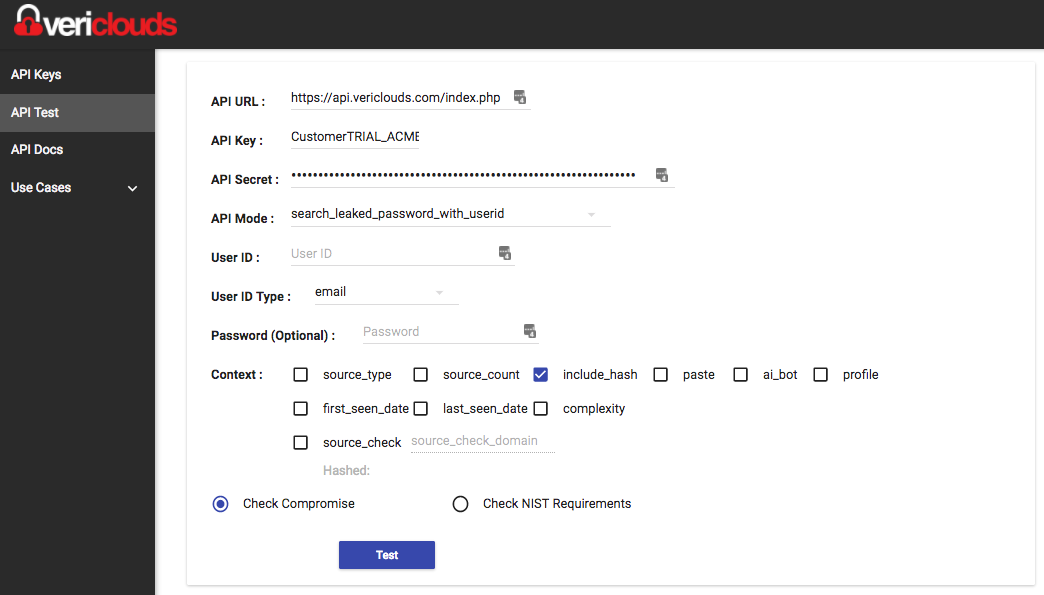 vericlouds
API Keys
API Test
API Docs
Use Cases
API URL : https://api.vericlouds.com/index.php
API Key : CustomerTRIAL_ACME
API Secret : ••••••••••••••••••••••••••••••••••••••••••••••••••••••••••••••••
API Mode : search_leaked_password_with_userid
User ID : User ID
User ID Type : email
Password (Optional) : Password
Context : source_type source_count include_hash paste ai_bot profile
first_seen_date last_seen_date complexity
source_check source_check_domain
Hashed:
Check Compromise Check NIST Requirements
Test